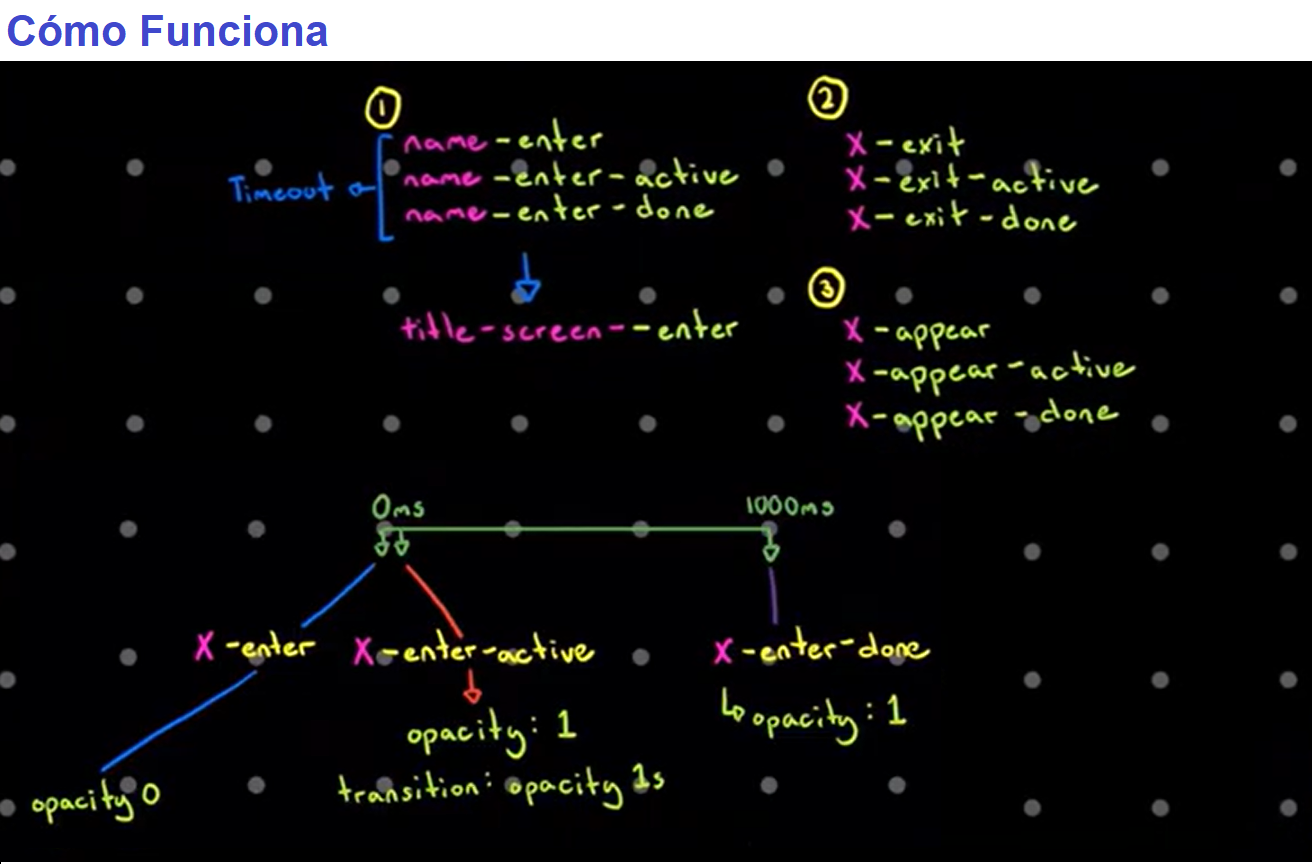 Cómo Funciona
1
name-enter
Timeout
name-enter-active
name-enter-done
title-screen--enter
2
X-exit
X-exit-active
X-exit-done
3
X-appear
X-appear-active
X-appear-done
0ms
1000ms
X-enter
X-enter-active
X-enter-done
opacity 0
opacity: 1
transition: opacity 1s
opacity: 1